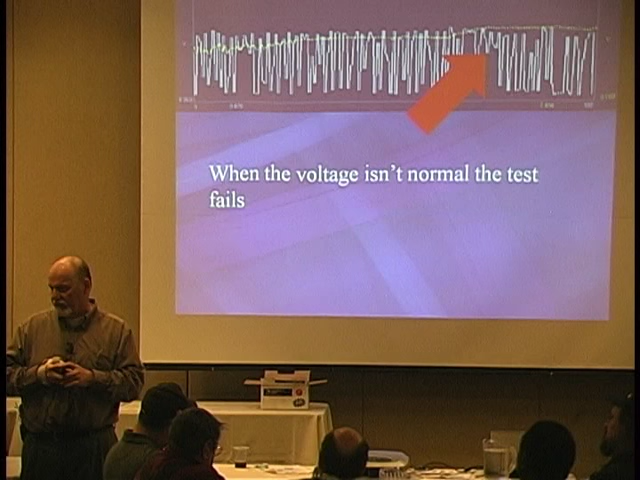 When the voltage isn't normal the test
fails